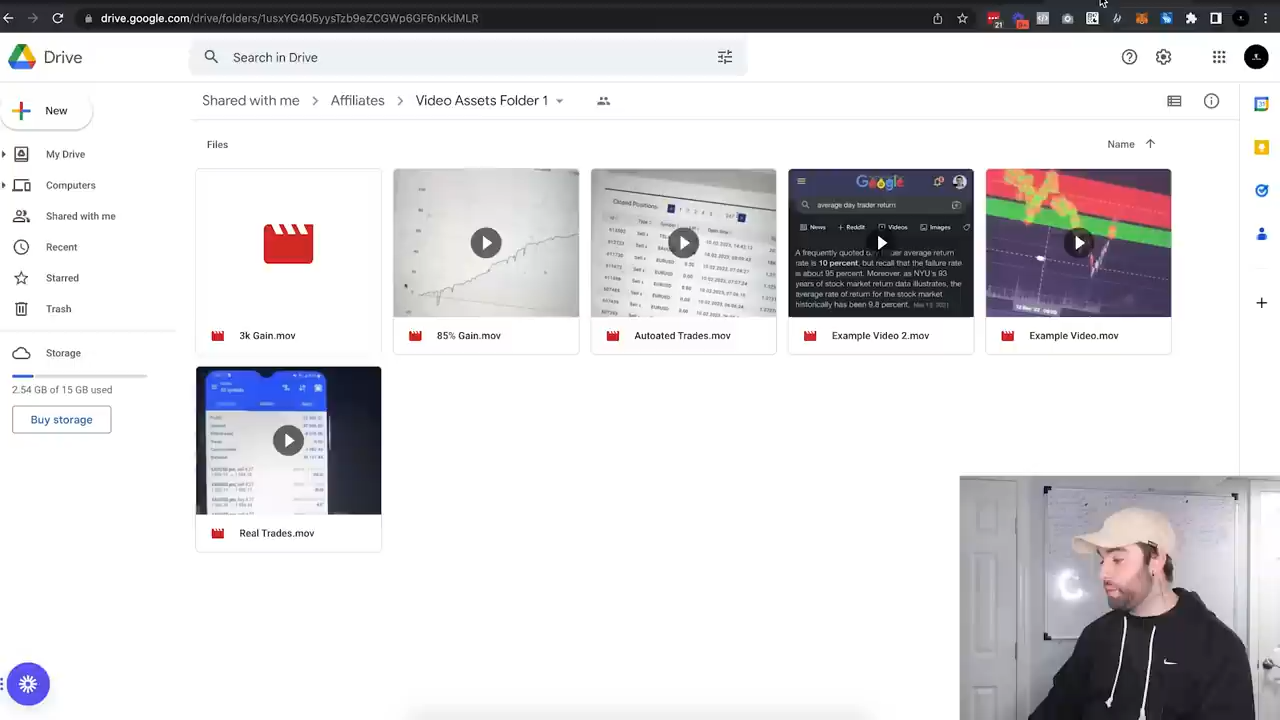 drive.google.com/drive/folders/1usxYG405yysTzb9eZCGWp6GF6nKkIMLR
21
Drive
Search in Drive
Shared with me > Affiliates > Video Assets Folder 1
New
Files
Name
My Drive
Computers
Shared with me
Recent
Starred
Trash
Storage
2.54 GB of 15 GB used
Buy storage
Closed Positions:
Google
average day trader return
News + Reddit Videos Images
A frequently quoted average return
rate is 10 percent, but recall that the failure rate
is about 95 percent. Moreover, as NYU's 93
years of stock market return data illustrates, the
average rate of return for the stock market
historically has been 9.8 percent.
3k Gain.mov
85% Gain.mov
Autoated Trades.mov
Example Video 2.mov
Example Video.mov
Real Trades.mov